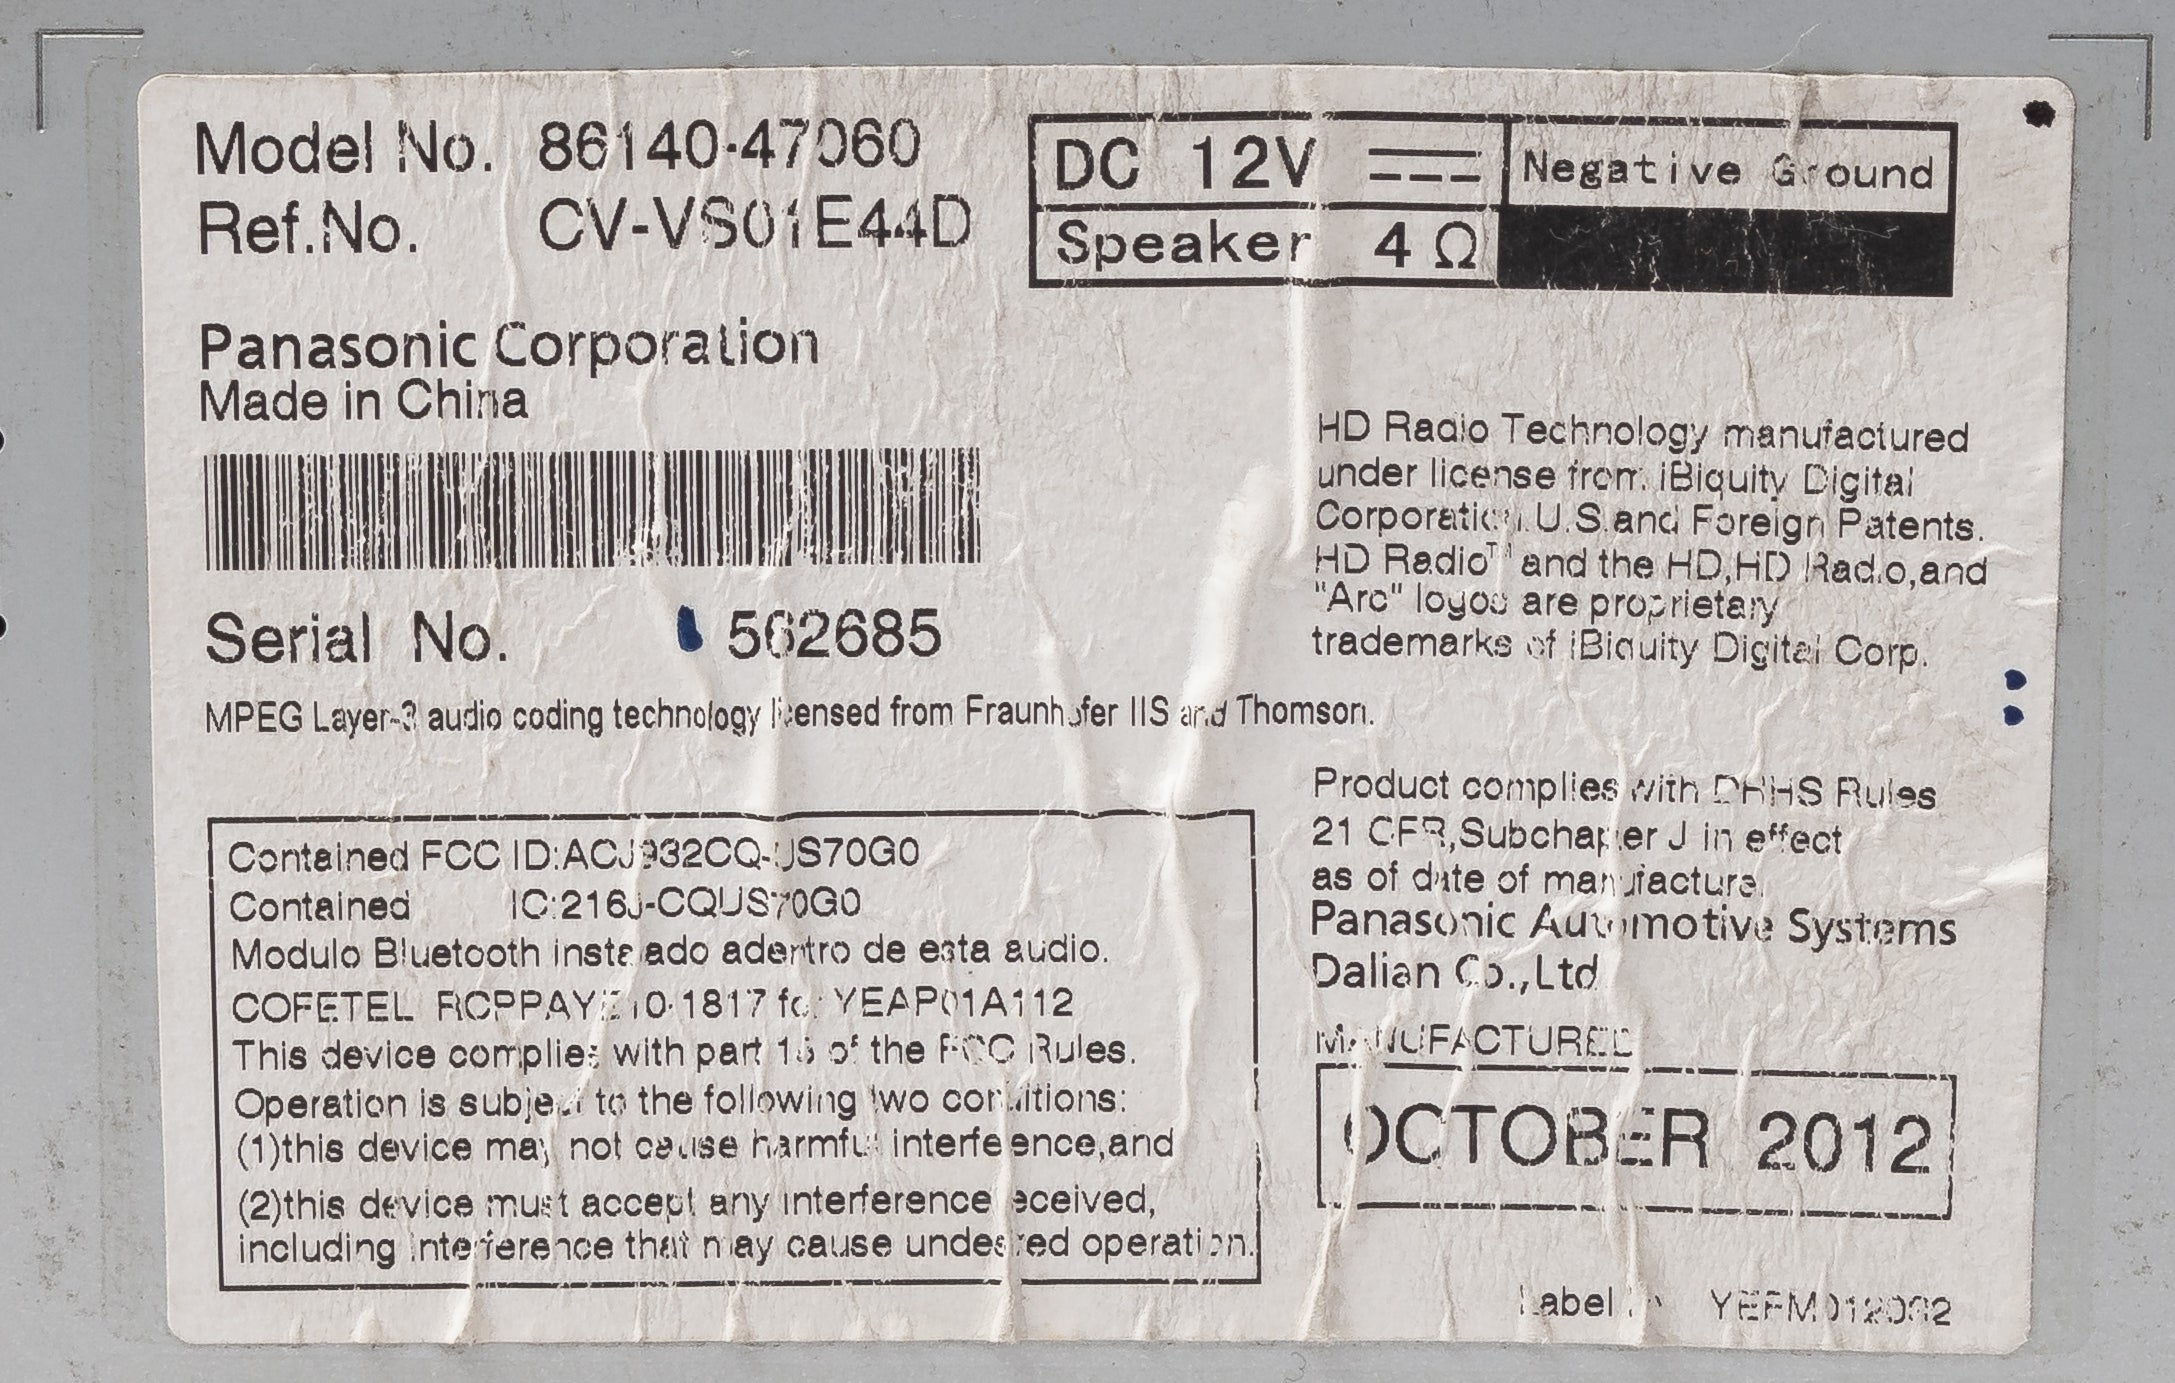 Model No. 86140-47060
Ref.No. CV-VS01E44D
DC 12V
Negative Ground
Speaker 4 Ω
Panasonic Corporation
Made in China
Serial No. 562685
MPEG Layer-3 audio coding technology licensed from Fraunhofer IIS and Thomson.
HD Radio Technology manufactured
under license from iBiquity Digital
Corporation.U.S.and Foreign Patents.
HD Radio™ and the HD,HD Radio,and
"Arc" logos are proprietary
trademarks of iBiquity Digital Corp.
Contained FCC ID:ACJ932CQ-US70G0
Contained IC:216J-CQUS70G0
Modulo Bluetooth instalado adentro de esta audio.
COFETEL for YEAP01A112
This device complies with part 15 of the FCC Rules.
Operation is subject to the following two conditions:
(1)this device may not cause harmful interference,and
(2)this device must accept any interference received,
including interference that may cause undesired operation.
Product complies with DHHS Rules
21 CFR,Subchapter J in effect
as of date of manufacture.
Panasonic Automotive Systems
Dalian Co.,Ltd
MANUFACTURED
OCTOBER 2012
Label